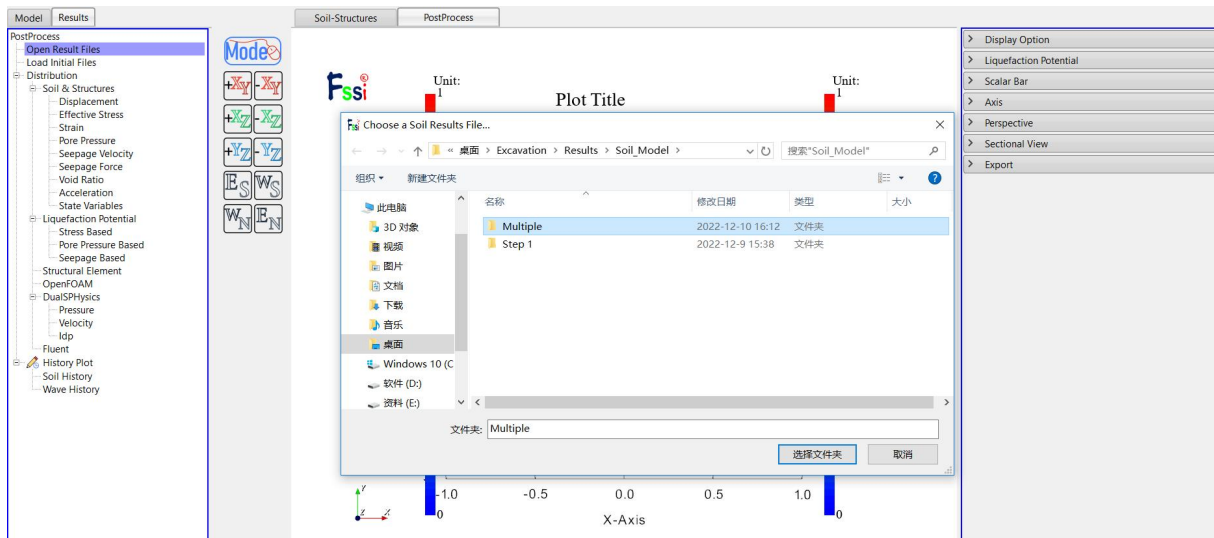 Model
Results
PostProcess
Open Result Files
Load Initial Files
Distribution
Soil & Structures
Displacement
Effective Stress
Strain
Pore Pressure
Seepage Velocity
Seepage Force
Void Ratio
Acceleration
State Variables
Liquefaction Potential
Stress Based
Pore Pressure Based
Seepage Based
Structural Element
OpenFOAM
DualSPHysics
Pressure
Velocity
Idp
Fluent
History Plot
Soil History
Wave History
Mode
+XY -XY
+XZ -XZ
+YZ -YZ
ES WS
WN EN
Soil-Structures
PostProcess
Fssi®
Unit:
1
Plot Title
Unit:
1
Choose a Soil Results File...
« 桌面 > Excavation > Results > Soil_Model >
搜索"Soil_Model"
组织 新建文件夹
此电脑
3D 对象
视频
图片
文档
下载
音乐
桌面
Windows 10 (C
软件 (D:)
资料 (E:)
名称 修改日期 类型 大小
Multiple 2022-12-10 16:12 文件夹
Step 1 2022-12-9 15:38 文件夹
文件夹: Multiple
选择文件夹 取消
Y
Z X
-1.0 -0.5 0.0 0.5 1.0
0 0
X-Axis
> Display Option
> Liquefaction Potential
> Scalar Bar
> Axis
> Perspective
> Sectional View
> Export